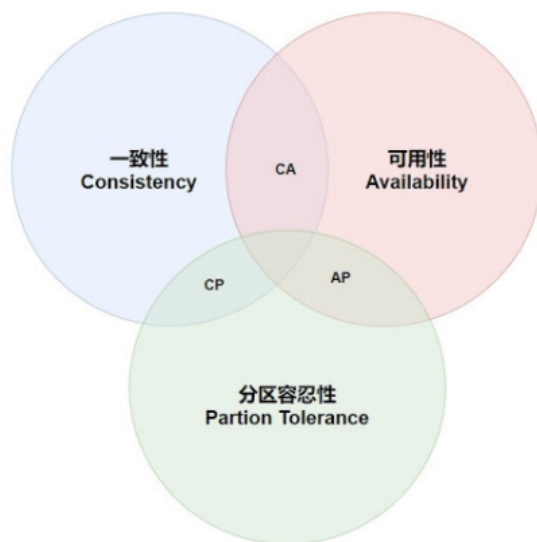 一致性
Consistency
CA
可用性
Availability
CP
AP
分区容忍性
Partion Tolerance